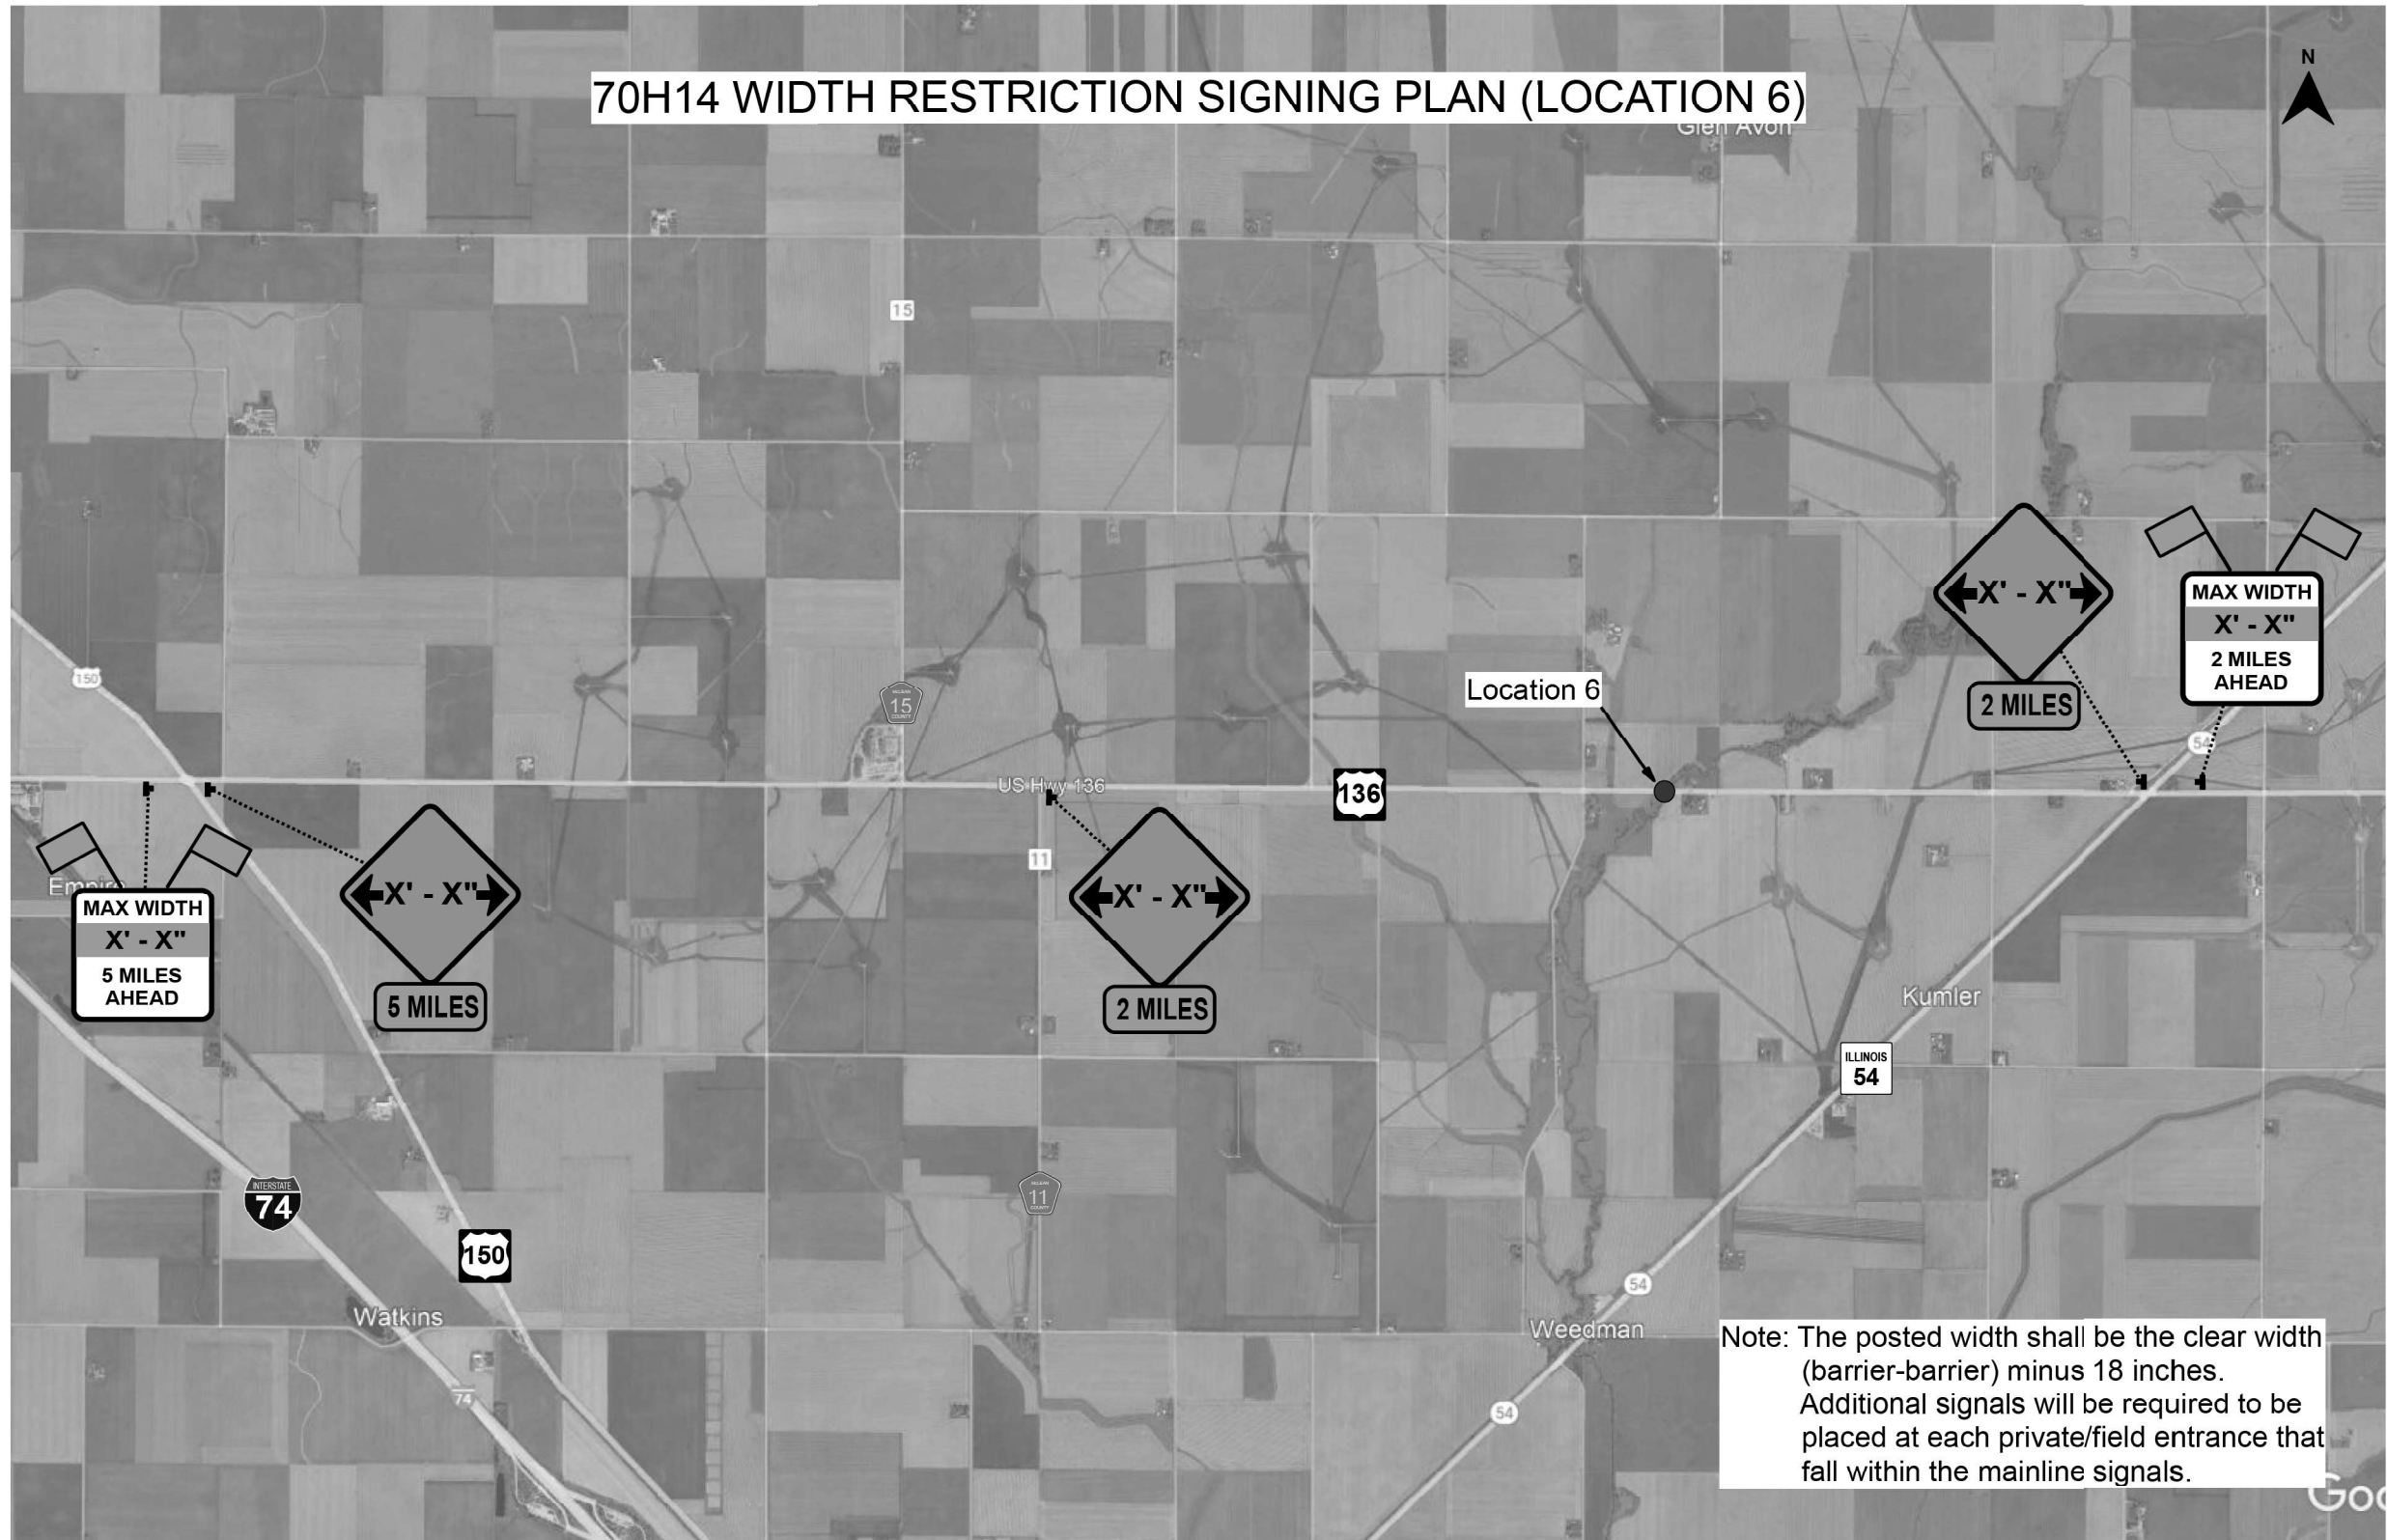 N
70H14 WIDTH RESTRICTION SIGNING PLAN (LOCATION 6)
Glen Avon
15
X' - X"
2 MILES
MAX WIDTH
X' - X"
2 MILES
AHEAD
150
Location 6
15
COUNTY
54
US Hwy 136
136
11
Empire
MAX WIDTH
X' - X"
5 MILES
AHEAD
X' - X"
5 MILES
X' - X"
2 MILES
Kumler
ILLINOIS
54
INTERSTATE
74
11
COUNTY
150
54
Watkins
Weedman
74
54
Note: The posted width shall be the clear width
(barrier-barrier) minus 18 inches.
Additional signals will be required to be
placed at each private/field entrance that
fall within the mainline signals.
Goo